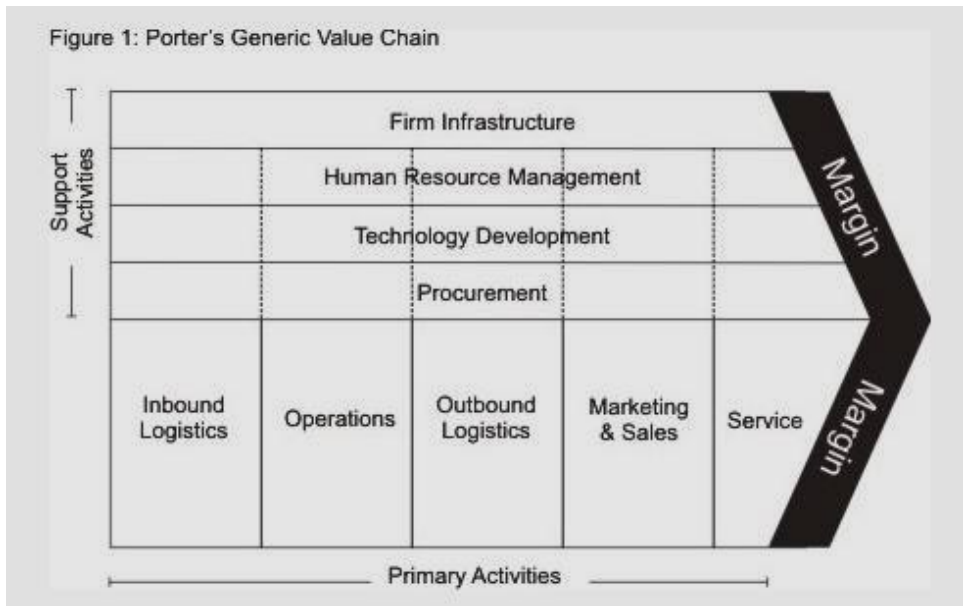 Figure 1: Porter's Generic Value Chain
Support
Activities
Firm Infrastructure
Human Resource Management
Technology Development
Procurement
Inbound
Logistics
Operations
Outbound
Logistics
Marketing
& Sales
Service
Margin
Margin
Primary Activities